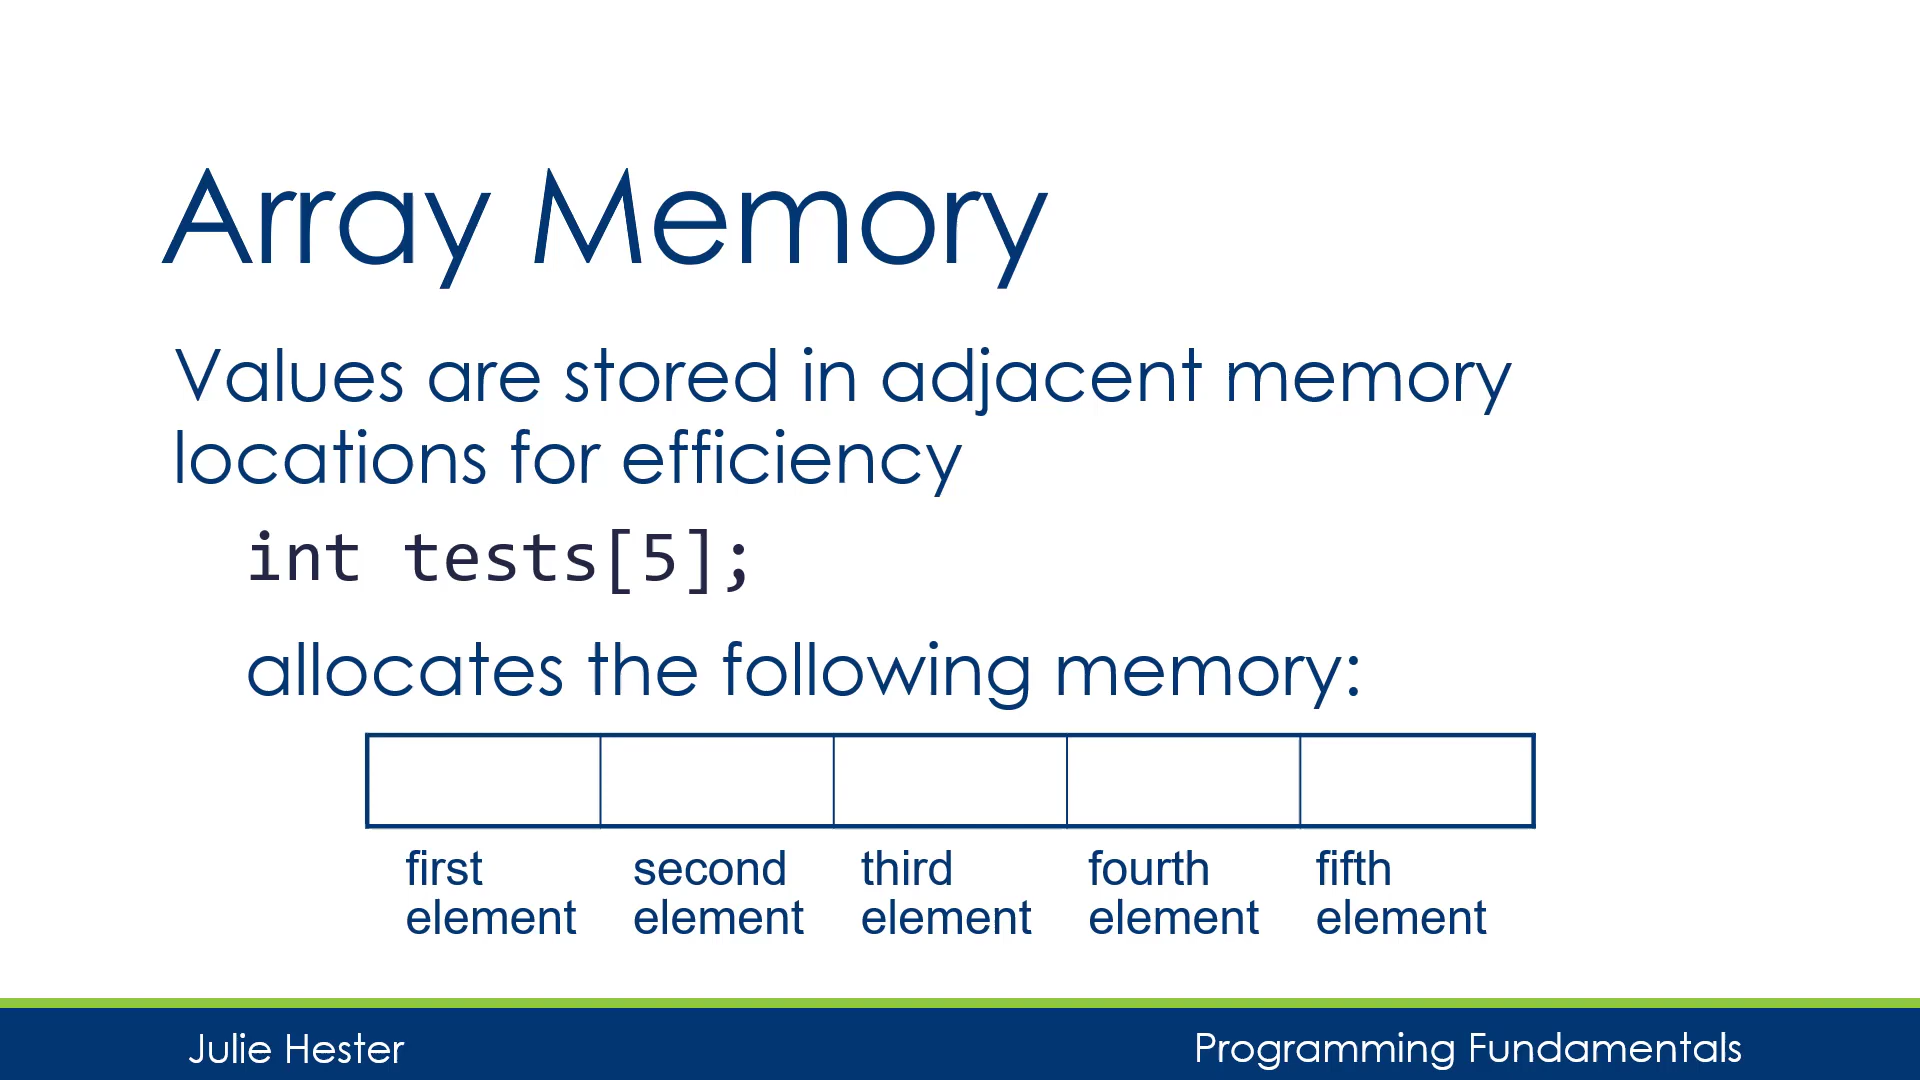 Array Memory
Values are stored in adjacent memory
locations for efficiency
int tests[5];
allocates the following memory:
first element
second element
third element
fourth element
fifth element
Julie Hester
Programming Fundamentals